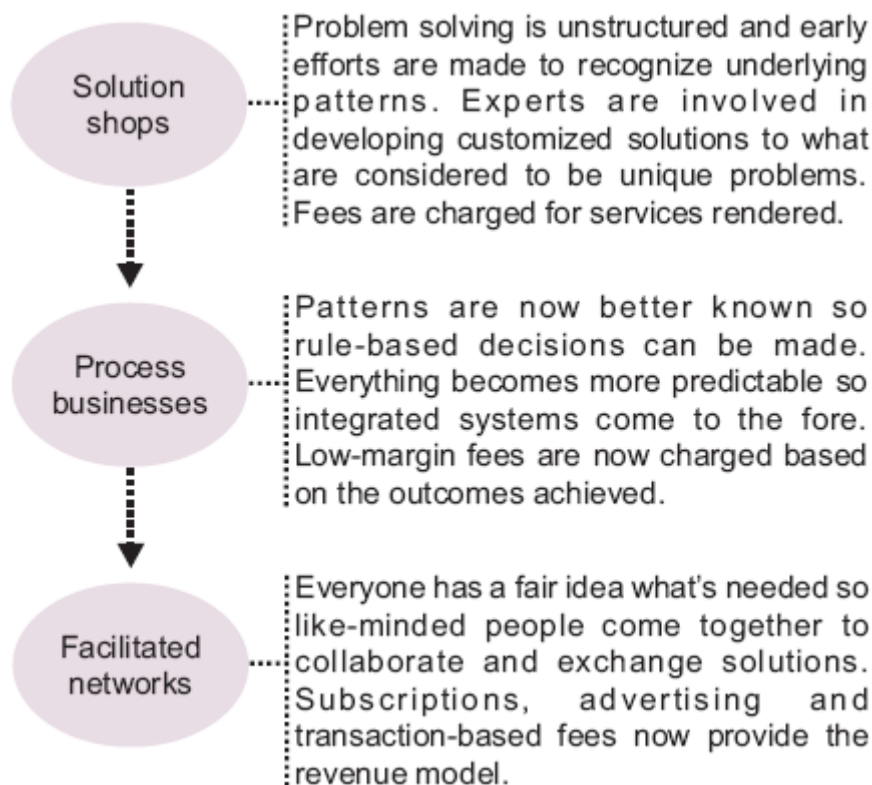 Solution
shops
Problem solving is unstructured and early
efforts are made to recognize underlying
patterns. Experts are involved in
developing customized solutions to what
are considered to be unique problems.
Fees are charged for services rendered.
Process
businesses
Patterns are now better known so
rule-based decisions can be made.
Everything becomes more predictable so
integrated systems come to the fore.
Low-margin fees are now charged based
on the outcomes achieved.
Facilitated
networks
Everyone has a fair idea what's needed so
like-minded people come together to
collaborate and exchange solutions.
Subscriptions, advertising and
transaction-based fees now provide the
revenue model.